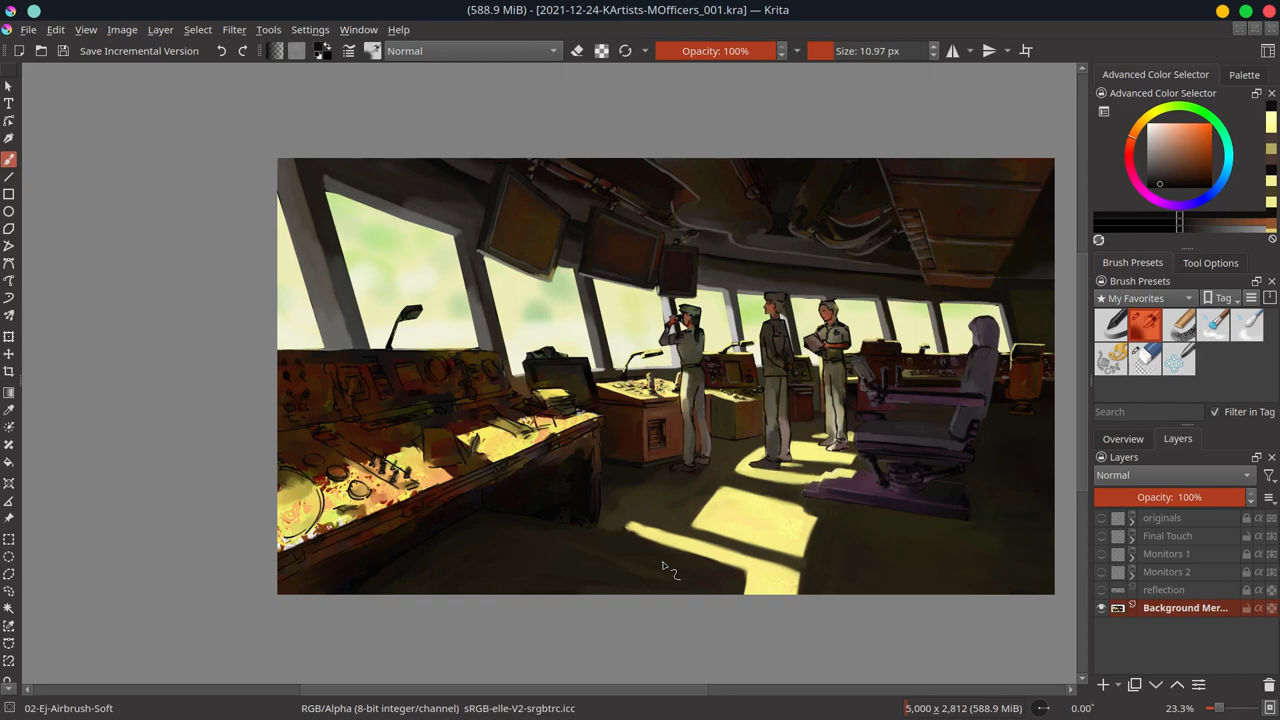 (588.9 MiB) - [2021-12-24-KArtists-MOfficers_001.kra] — Krita
File Edit View Image Layer Select Filter Tools Settings Window Help
Save Incremental Version Normal Opacity: 100% Size: 10.97 px
Advanced Color Selector Palette
Advanced Color Selector
Brush Presets Tool Options
Brush Presets
★ My Favorites Tag
Search Filter in Tag
Overview Layers
Layers
Normal
Opacity: 100%
originals
Final Touch
Monitors 1
Monitors 2
reflection
Background Mer...
02-Ej-Airbrush-Soft RGB/Alpha (8-bit integer/channel) sRGB-elle-V2-srgbtrc.icc 5,000 x 2,812 (588.9 MiB) 0.00° 23.3%